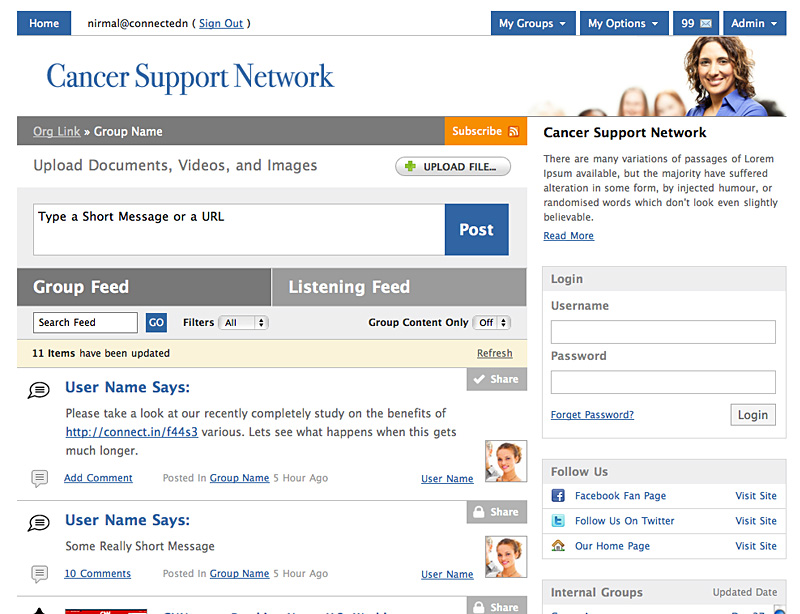 Home
nirmal@connectedn ( Sign Out )
My Groups
My Options
99
Admin
Cancer Support Network
Org Link » Group Name
Subscribe
Upload Documents, Videos, and Images
UPLOAD FILE...
Type a Short Message or a URL
Post
Group Feed
Listening Feed
Search Feed
GO
Filters
All
Group Content Only
Off
11 Items have been updated
Refresh
User Name Says:
Share
Please take a look at our recently completely study on the benefits of
http://connect.in/f44s3 various. Lets see what happens when this gets
much longer.
Add Comment
Posted In Group Name 5 Hour Ago
User Name
User Name Says:
Share
Some Really Short Message
10 Comments
Posted In Group Name 5 Hour Ago
User Name
Share
Cancer Support Network
There are many variations of passages of Lorem
Ipsum available, but the majority have suffered
alteration in some form, by injected humour, or
randomised words which don't look even slightly
believable.
Read More
Login
Username
Password
Forget Password?
Login
Follow Us
Facebook Fan Page
Visit Site
Follow Us On Twitter
Visit Site
Our Home Page
Visit Site
Internal Groups
Updated Date